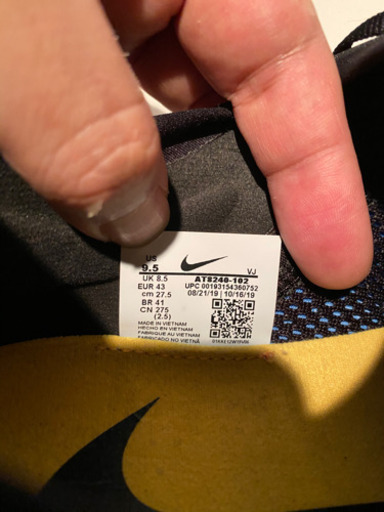 US
9.5
VJ
UK 8.5
AT8240-102
EUR 43
UPC 00193154360752
cm 27.5
08/21/19 | 10/16/19
BR 41
CN 275
(2.5)
MADE IN VIETNAM
HECHO EN VIETNAM
FABRIQUE AU VIETNAM
FABRICADO NO VIETNÃ